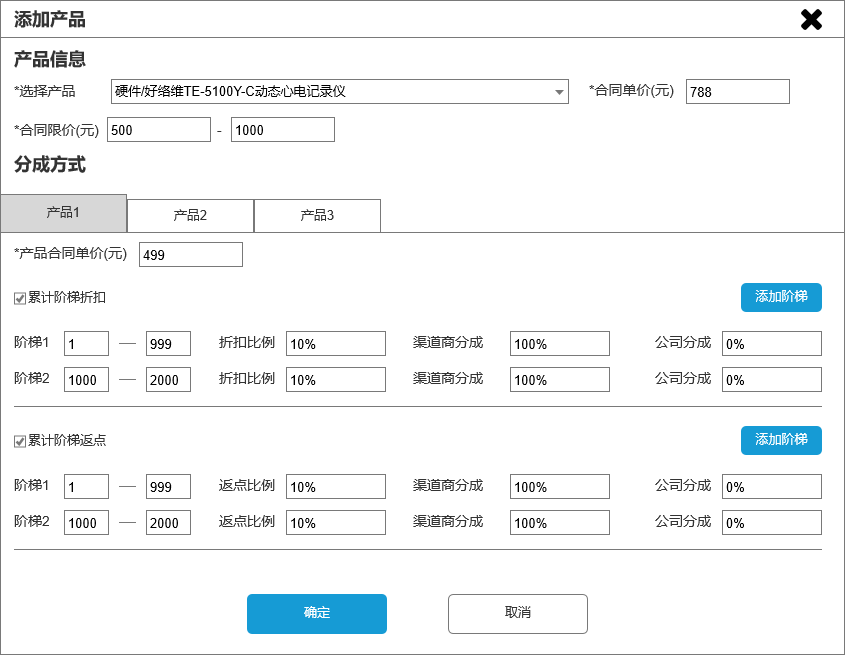 添加产品
产品信息
*选择产品 硬件/好络维TE-5100Y-C动态心电记录仪 *合同单价(元) 788
*合同限价(元) 500 - 1000
分成方式
产品1 产品2 产品3
*产品合同单价(元) 499
累计阶梯折扣 添加阶梯
阶梯1 1 — 999 折扣比例 10% 渠道商分成 100% 公司分成 0%
阶梯2 1000 — 2000 折扣比例 10% 渠道商分成 100% 公司分成 0%
累计阶梯返点 添加阶梯
阶梯1 1 — 999 返点比例 10% 渠道商分成 100% 公司分成 0%
阶梯2 1000 — 2000 返点比例 10% 渠道商分成 100% 公司分成 0%
确定 取消